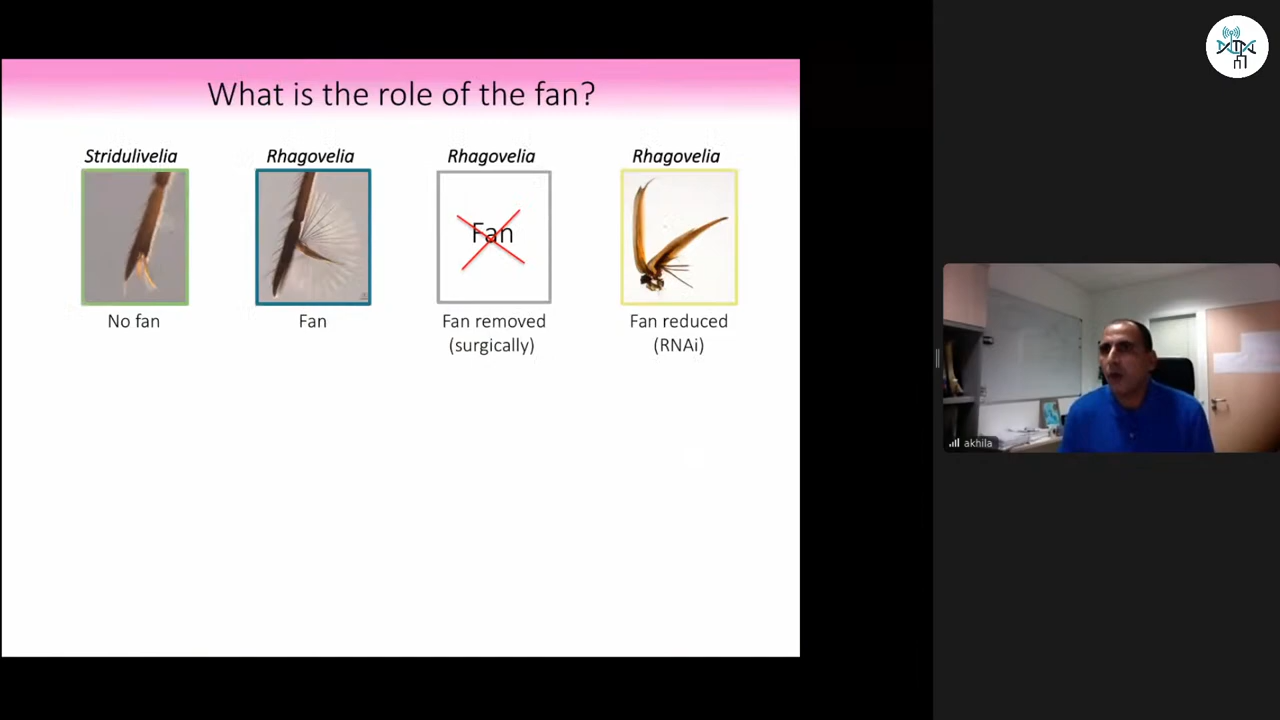 What is the role of the fan?
Stridulivelia
Rhagovelia
Rhagovelia
Rhagovelia
Fan
No fan
Fan
Fan removed
(surgically)
Fan reduced
(RNAi)
akhila